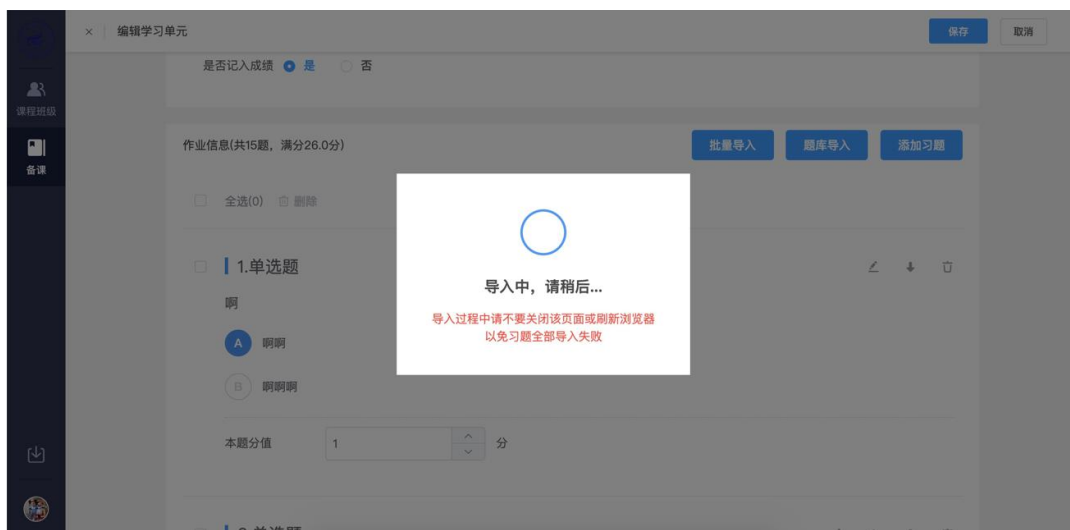 × 编辑学习单元 保存 取消
是否记入成绩 是 否
课程班级
作业信息(共15题，满分26.0分) 批量导入 题库导入 添加习题
备课
全选(0) 删除
1.单选题
导入中，请稍后...
啊
导入过程中请不要关闭该页面或刷新浏览器
以免习题全部导入失败
A 啊啊
B 啊啊啊
本题分值 1 分